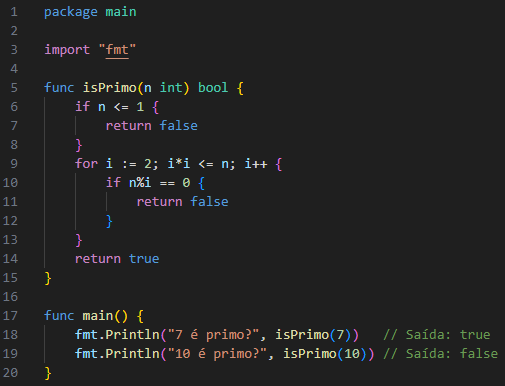 1 package main
2
3 import "fmt"
4
5 func isPrimo(n int) bool {
6     if n <= 1 {
7         return false
8     }
9     for i := 2; i*i <= n; i++ {
10         if n%i == 0 {
11             return false
12         }
13     }
14     return true
15 }
16
17 func main() {
18     fmt.Println("7 é primo?", isPrimo(7))   // Saída: true
19     fmt.Println("10 é primo?", isPrimo(10)) // Saída: false
20 }